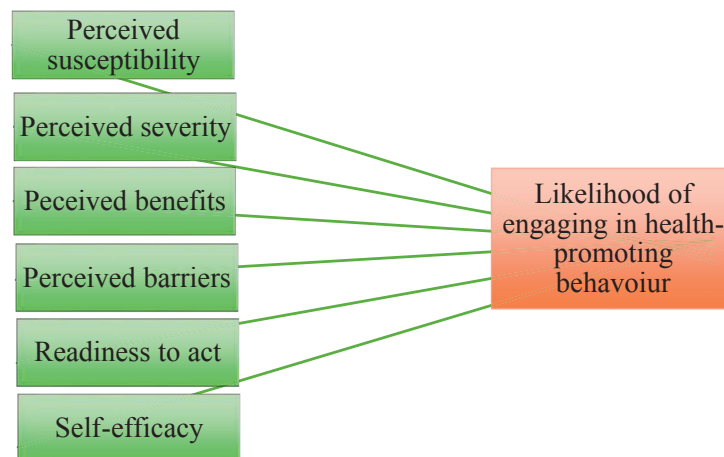 Perceived
susceptibility
Perceived severity
Peceived benefits
Perceived barriers
Readiness to act
Self-efficacy
Likelihood of
engaging in health-
promoting
behavoiur